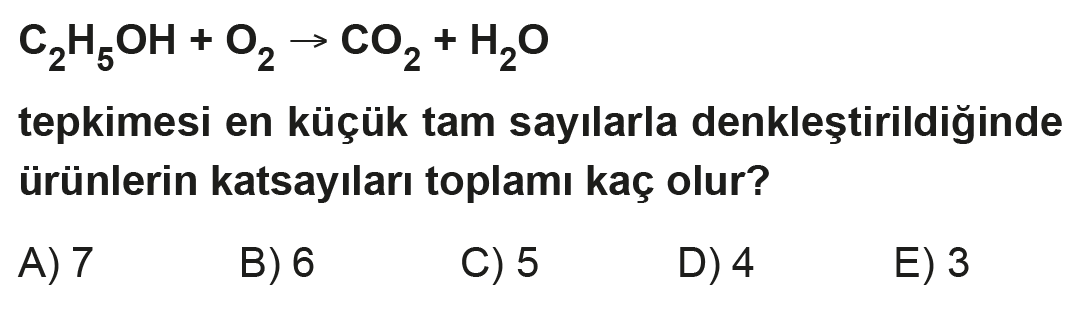 C₂H₅OH + O₂ → CO₂ + H₂O
tepkimesi en küçük tam sayılarla denkleştirildiğinde
ürünlerin katsayıları toplamı kaç olur?
A) 7 B) 6 C) 5 D) 4 E) 3